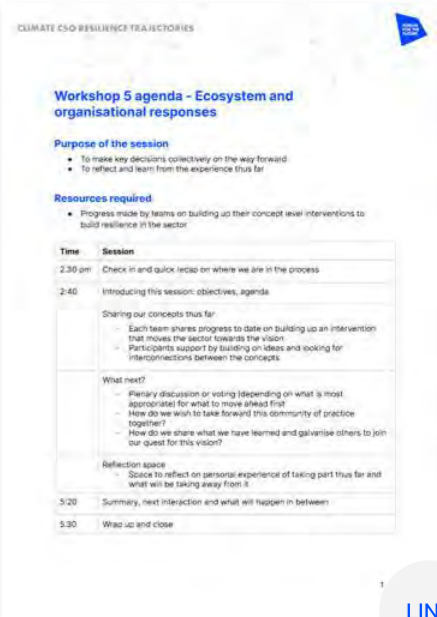 CLIMATE CSO RESILIENCE TRAJECTORIES
Workshop 5 agenda - Ecosystem and
organisational responses
Purpose of the session
To make key decisions collectively on the way forward
To reflect and learn from the experience thus far
Resources required
Progress made by teams on building up their concept level interventions to
build resilience in the sector
Time Session
2.30 pm Check in and quick recap on where we are in the process
2:40 Introducing this session: objectives, agenda
Sharing our concepts thus far
- Each team shares progress to date on building up an intervention
that moves the sector towards the vision
- Participants support by building on ideas and looking for
interconnections between the concepts
What next?
- Plenary discussion or voting (depending on what is most
appropriate) for what to move ahead first
- How do we wish to take forward this community of practice
together?
- How do we share what we have learned and galvanise others to join
our quest for this vision?
Reflection space
- Space to reflect on personal experience of taking part thus far and
what will be taking away from it
5:20 Summary, next interaction and what will happen in between
5.30 Wrap up and close
1
LIN